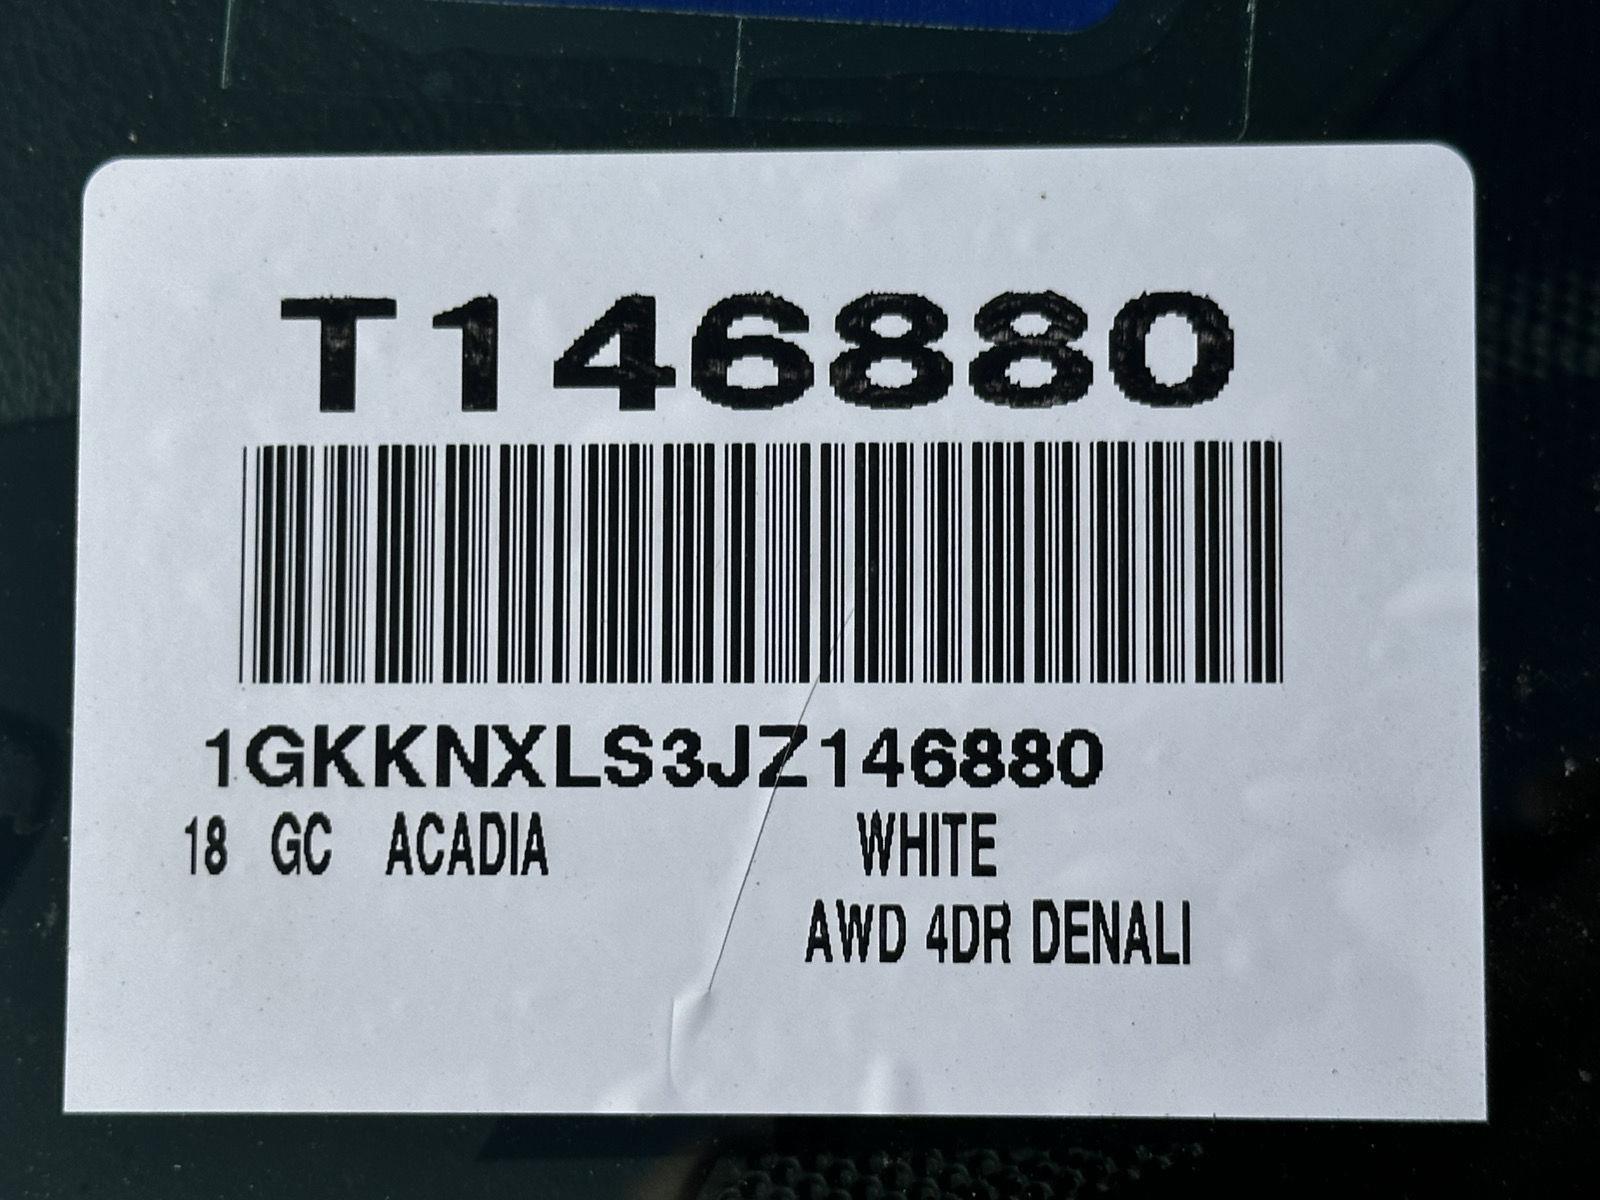 T146880
1GKKNXLS3JZ146880
18 GC ACADIA WHITE
AWD 4DR DENALI